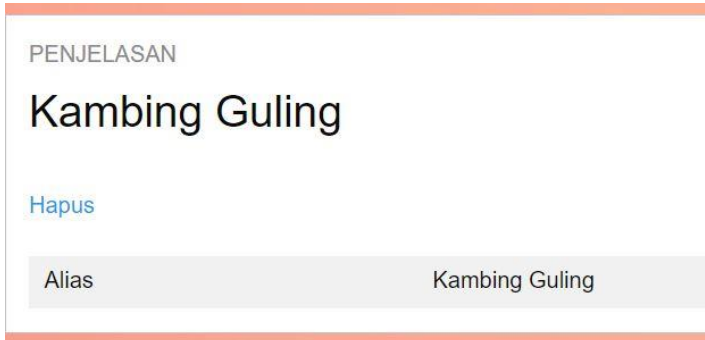 PENJELASAN
Kambing Guling
Hapus
Alias Kambing Guling